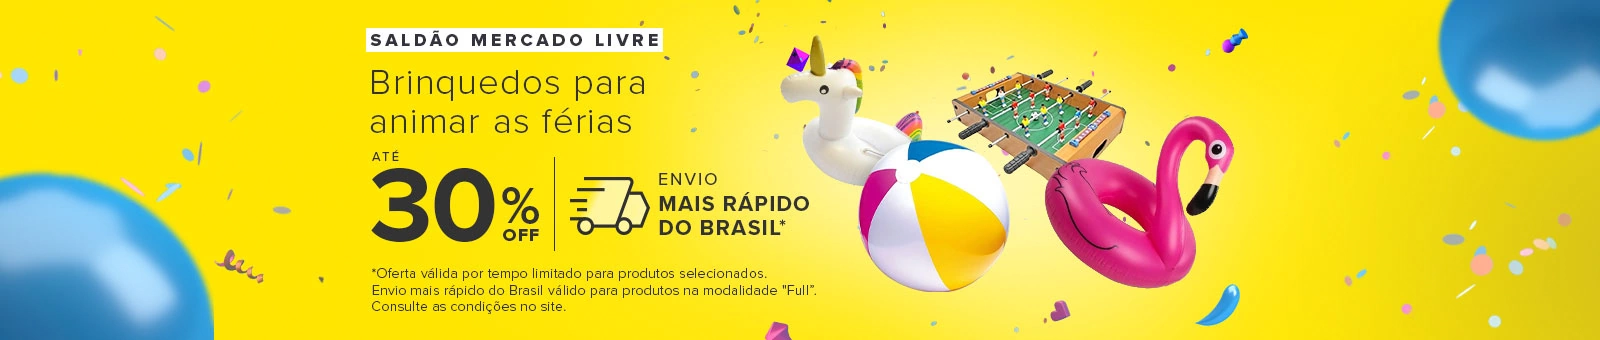 SALDÃO MERCADO LIVRE
Brinquedos para
animar as férias
ATÉ
30%
OFF
ENVIO
MAIS RÁPIDO
DO BRASIL*
*Oferta válida por tempo limitado para produtos selecionados.
Envio mais rápido do Brasil válido para produtos na modalidade "Full”.
Consulte as condições no site.